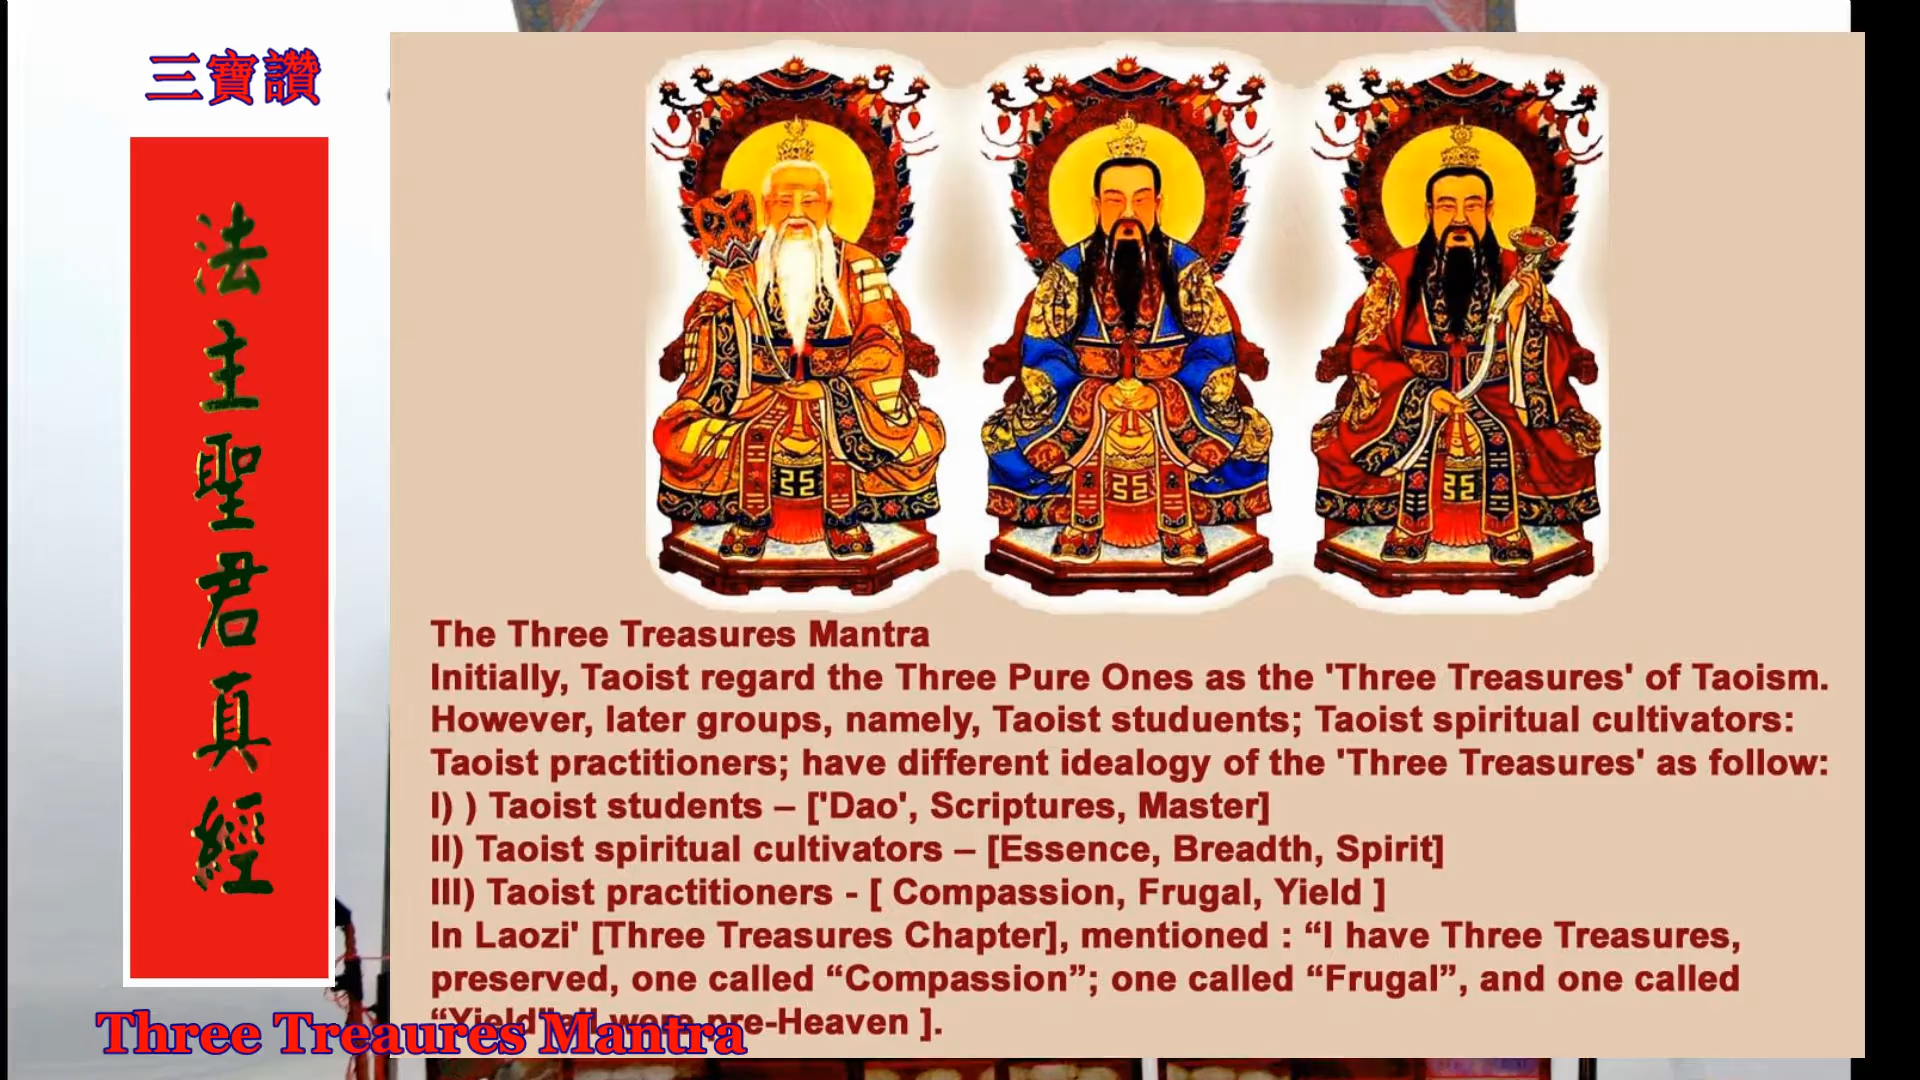 三寶讚
法主聖君真經
The Three Treasures Mantra
Initially, Taoist regard the Three Pure Ones as the 'Three Treasures' of Taoism.
However, later groups, namely, Taoist studuents; Taoist spiritual cultivators:
Taoist practitioners; have different idealogy of the 'Three Treasures' as follow:
I) ) Taoist students – ['Dao', Scriptures, Master]
II) Taoist spiritual cultivators – [Essence, Breadth, Spirit]
III) Taoist practitioners - [ Compassion, Frugal, Yield ]
In Laozi' [Three Treasures Chapter], mentioned : “I have Three Treasures,
preserved, one called “Compassion”; one called “Frugal”, and one called
“Yield”all were pre-Heaven ].
Three Treaures Mantra